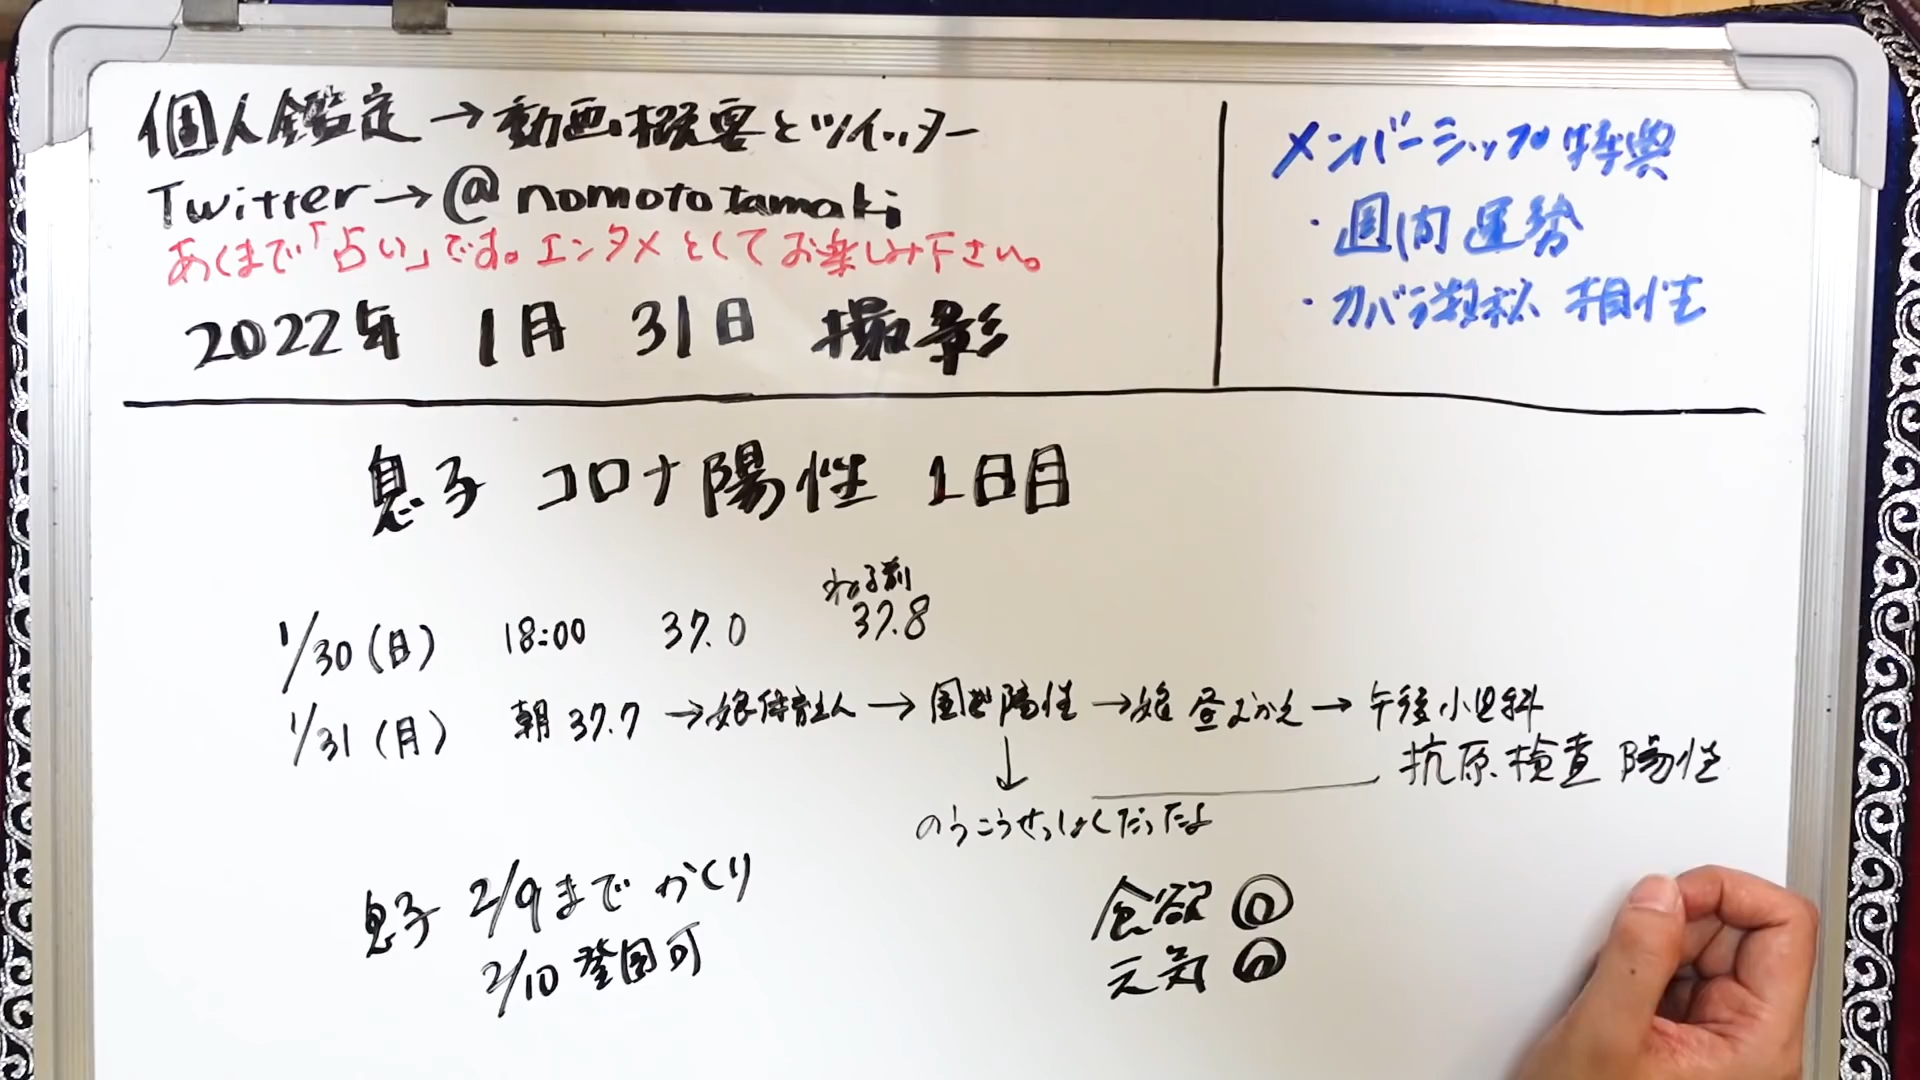 個人鑑定→動画概要とツイッター
Twitter→@nomototamaki
あくまで「占い」です。エンタメとしてお楽しみ下さい。
2022年 1月 31日 撮影
メンバーシップ特典
・週間運勢
・カバラ数秘 相性
息子 コロナ陽性 1日目
ねる前
1/30(日) 18:00 37.0 37.8
1/31(月) 朝 37.7 →娘保育士人→園 陽性→娘 昼むかえ→午後小児科
抗原検査 陽性
↓
のうこうせっしょくだったよ
息子 2/9まで かくり
2/10 登園可
食欲◎
元気◎